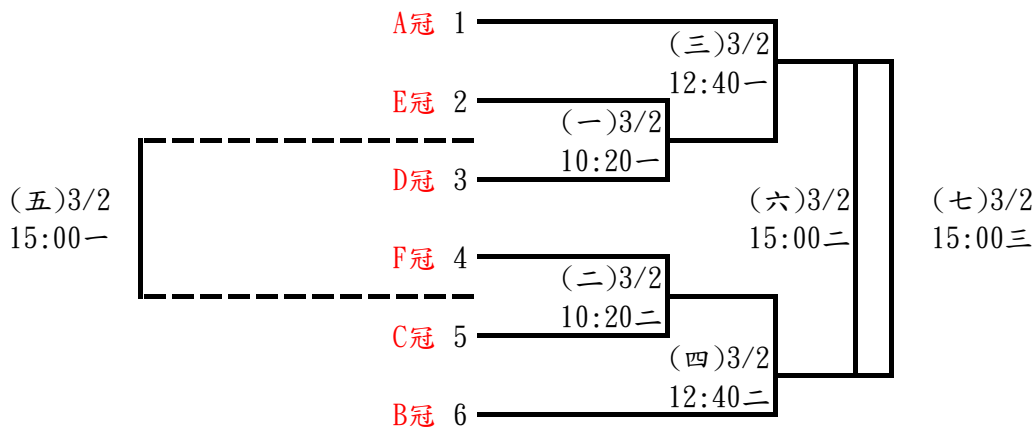 A冠 1
(三)3/2
12:40一
E冠 2
(一)3/2
10:20一
D冠 3
(五)3/2
15:00一
(六)3/2
15:00二
(七)3/2
15:00三
F冠 4
(二)3/2
10:20二
C冠 5
(四)3/2
12:40二
B冠 6